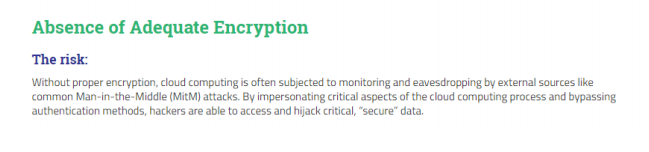 Absence of Adequate Encryption
The risk:
Without proper encryption, cloud computing is often subjected to monitoring and eavesdropping by external sources like
common Man-in-the-Middle (MitM) attacks. By impersonating critical aspects of the cloud computing process and bypassing
authentication methods, hackers are able to access and hijack critical, “secure” data.